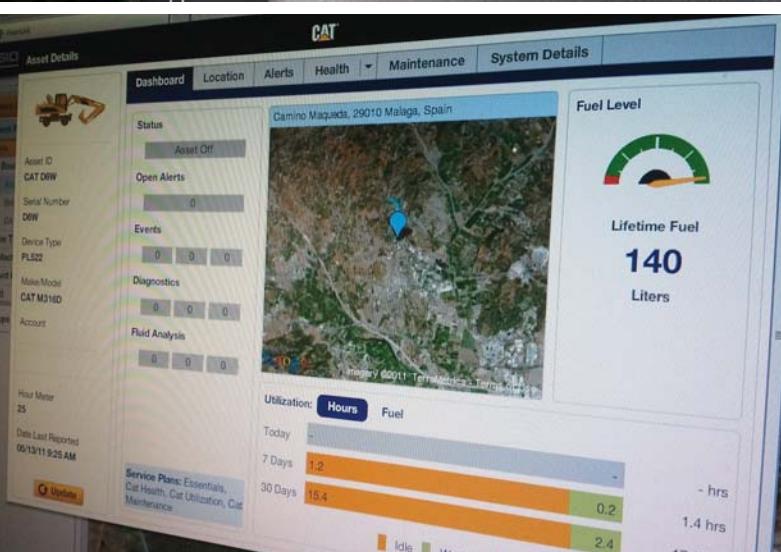 CAT
Asset Details
Asset ID
CAT D6W
Serial Number
D6W
Device Type
PL522
Make/Model
CAT M316D
Account
Hour Meter
25
Date Last Reported
06/13/11 9:25 AM
Update
Dashboard Location Alerts Health Maintenance System Details
Status
Asset Off
Open Alerts
0
Events
0 0 0
Diagnostics
0 0 0
Fluid Analysis
0 0 0
Service Plans: Essentials,
Cat Health, Cat Utilization, Cat
Maintenance
Camino Maqueda, 29010 Malaga, Spain
Imagery ©2011 TerraMetrics
Fuel Level
Lifetime Fuel
140
Liters
Utilization: Hours Fuel
Today - - - hrs
7 Days 1.2 0.2 1.4 hrs
30 Days 15.4 2.4
Idle